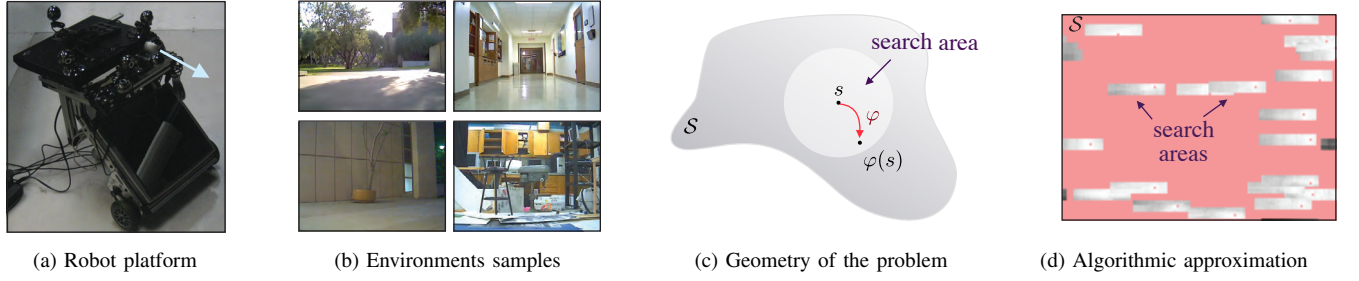 search area
s
φ
S
φ(s)
S
search
areas
(a) Robot platform
(b) Environments samples
(c) Geometry of the problem
(d) Algorithmic approximation